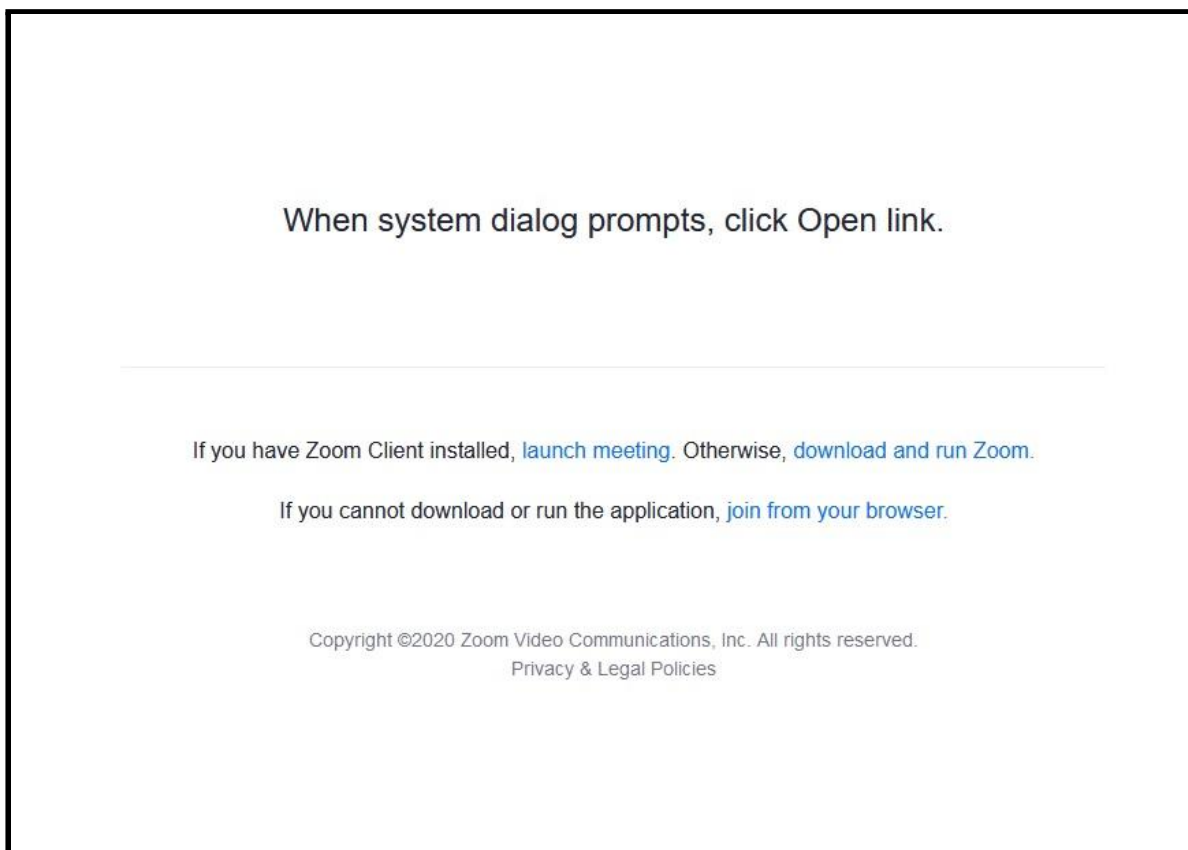 When system dialog prompts, click Open link.
If you have Zoom Client installed, launch meeting. Otherwise, download and run Zoom.
If you cannot download or run the application, join from your browser.
Copyright ©2020 Zoom Video Communications, Inc. All rights reserved.
Privacy & Legal Policies